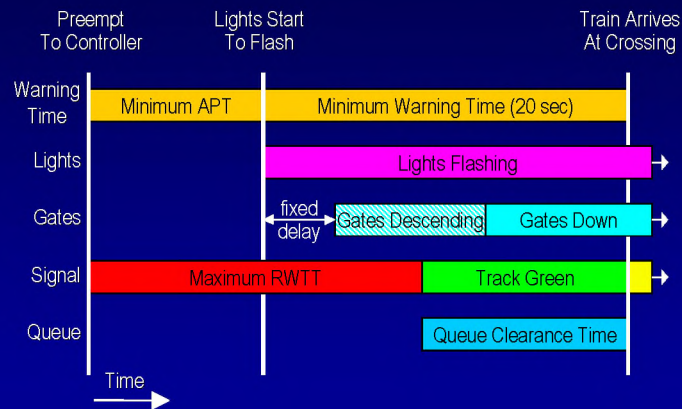 Preempt
To Controller
Lights Start
To Flash
Train Arrives
At Crossing
Warning
Time
Minimum APT
Minimum Warning Time (20 sec)
Lights
Lights Flashing
Gates
fixed
delay
Gates Descending
Gates Down
Signal
Maximum RWTT
Track Green
Queue
Queue Clearance Time
Time